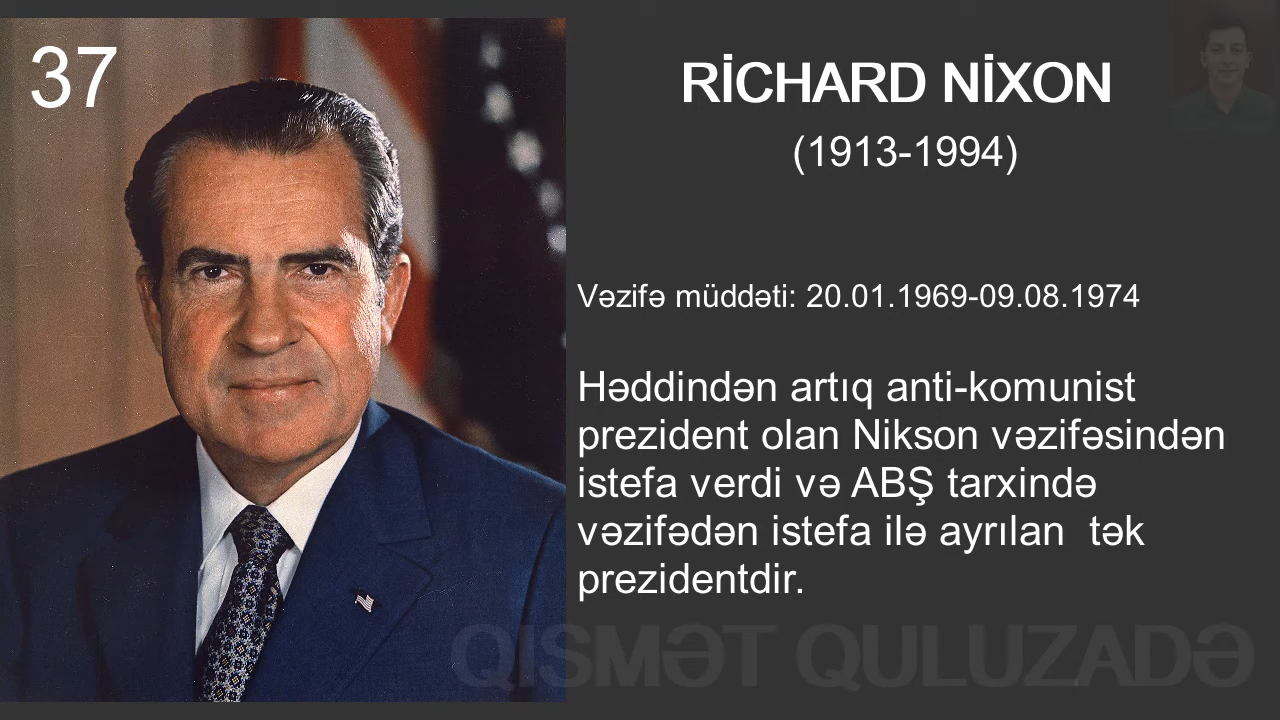 37
RİCHARD NİXON
(1913-1994)
Vəzifə müddəti: 20.01.1969-09.08.1974
Həddindən artıq anti-komunist
prezident olan Nikson vəzifəsindən
istefa verdi və ABŞ tarxində
vəzifədən istefa ilə ayrılan tək
prezidentdir.
QISMƏT QULUZADƏ